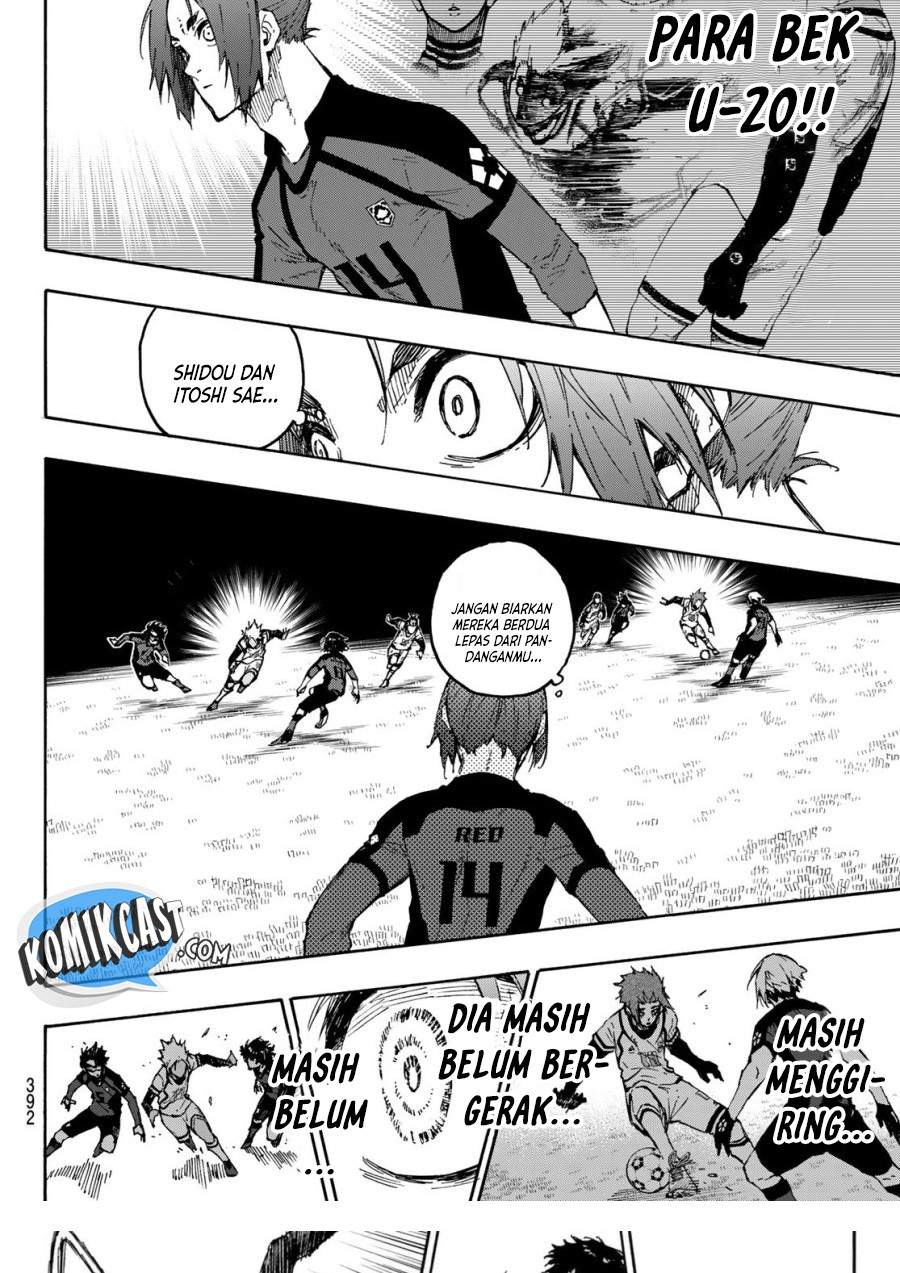 PARA BEK
U-20!!
14
SHIDOU DAN
ITOSHI SAE...
JANGAN BIARKAN
MEREKA BERDUA
LEPAS DARI PAN-
DANGANMU...
RED
14
KOMIKCAST
.COM
MASIH
MENGGI-
RING...
DIA MASIH
BELUM BER-
GERAK...
MASIH
BELUM
...
392